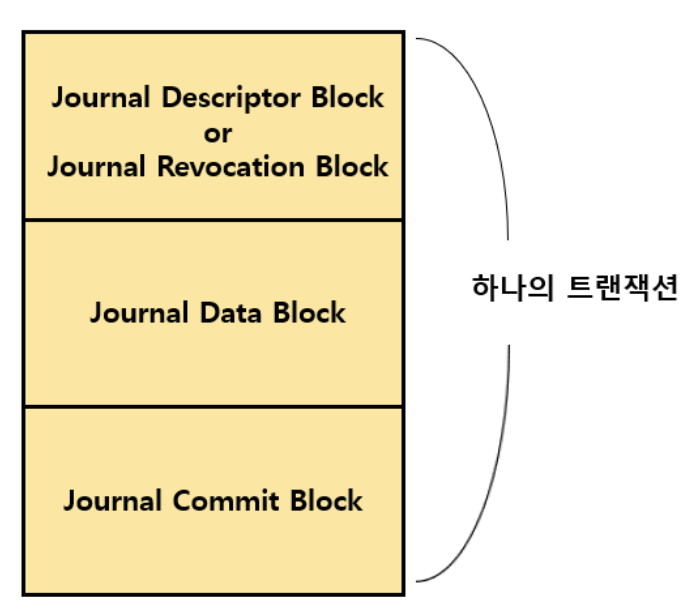 Journal Descriptor Block
or
Journal Revocation Block
하나의 트랜잭션
Journal Data Block
Journal Commit Block